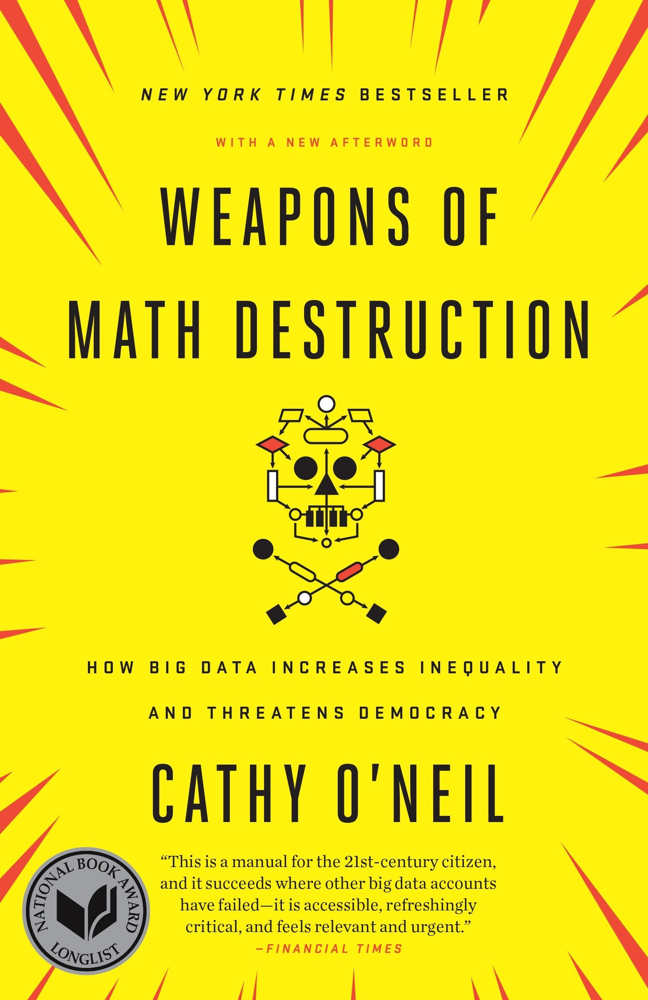 NEW YORK TIMES BESTSELLER
WITH A NEW AFTERWORD
WEAPONS OF
MATH DESTRUCTION
HOW BIG DATA INCREASES INEQUALITY
AND THREATENS DEMOCRACY
CATHY O'NEIL
“This is a manual for the 21st-century citizen,
and it succeeds where other big data accounts
have failed—it is accessible, refreshingly
critical, and feels relevant and urgent.”
—FINANCIAL TIMES
NATIONAL BOOK AWARD
LONGLIST